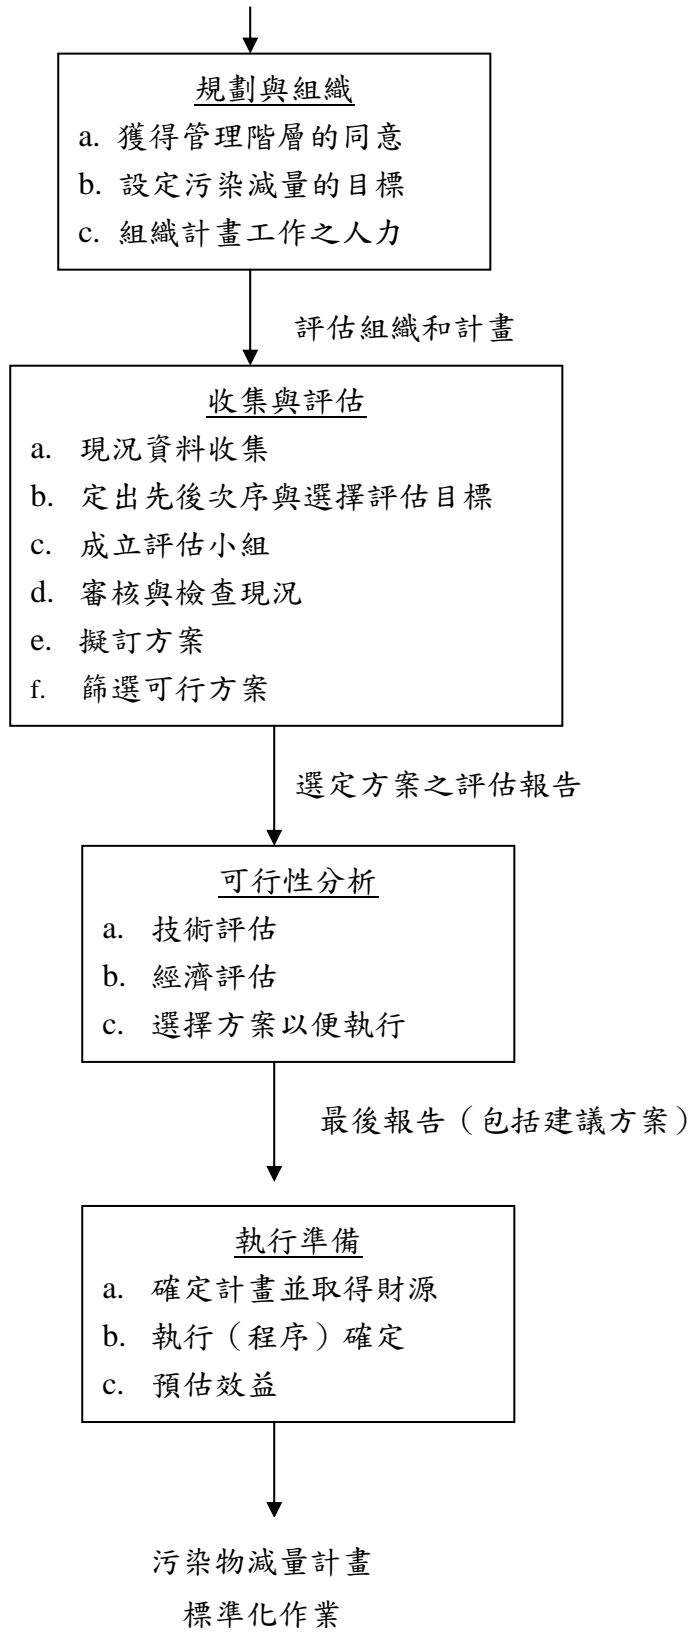 規劃與組織
a. 獲得管理階層的同意
b. 設定污染減量的目標
c. 組織計畫工作之人力
評估組織和計畫
收集與評估
a. 現況資料收集
b. 定出先後次序與選擇評估目標
c. 成立評估小組
d. 審核與檢查現況
e. 擬訂方案
f. 篩選可行方案
選定方案之評估報告
可行性分析
a. 技術評估
b. 經濟評估
c. 選擇方案以便執行
最後報告（包括建議方案）
執行準備
a. 確定計畫並取得財源
b. 執行（程序）確定
c. 預估效益
污染物減量計畫
標準化作業